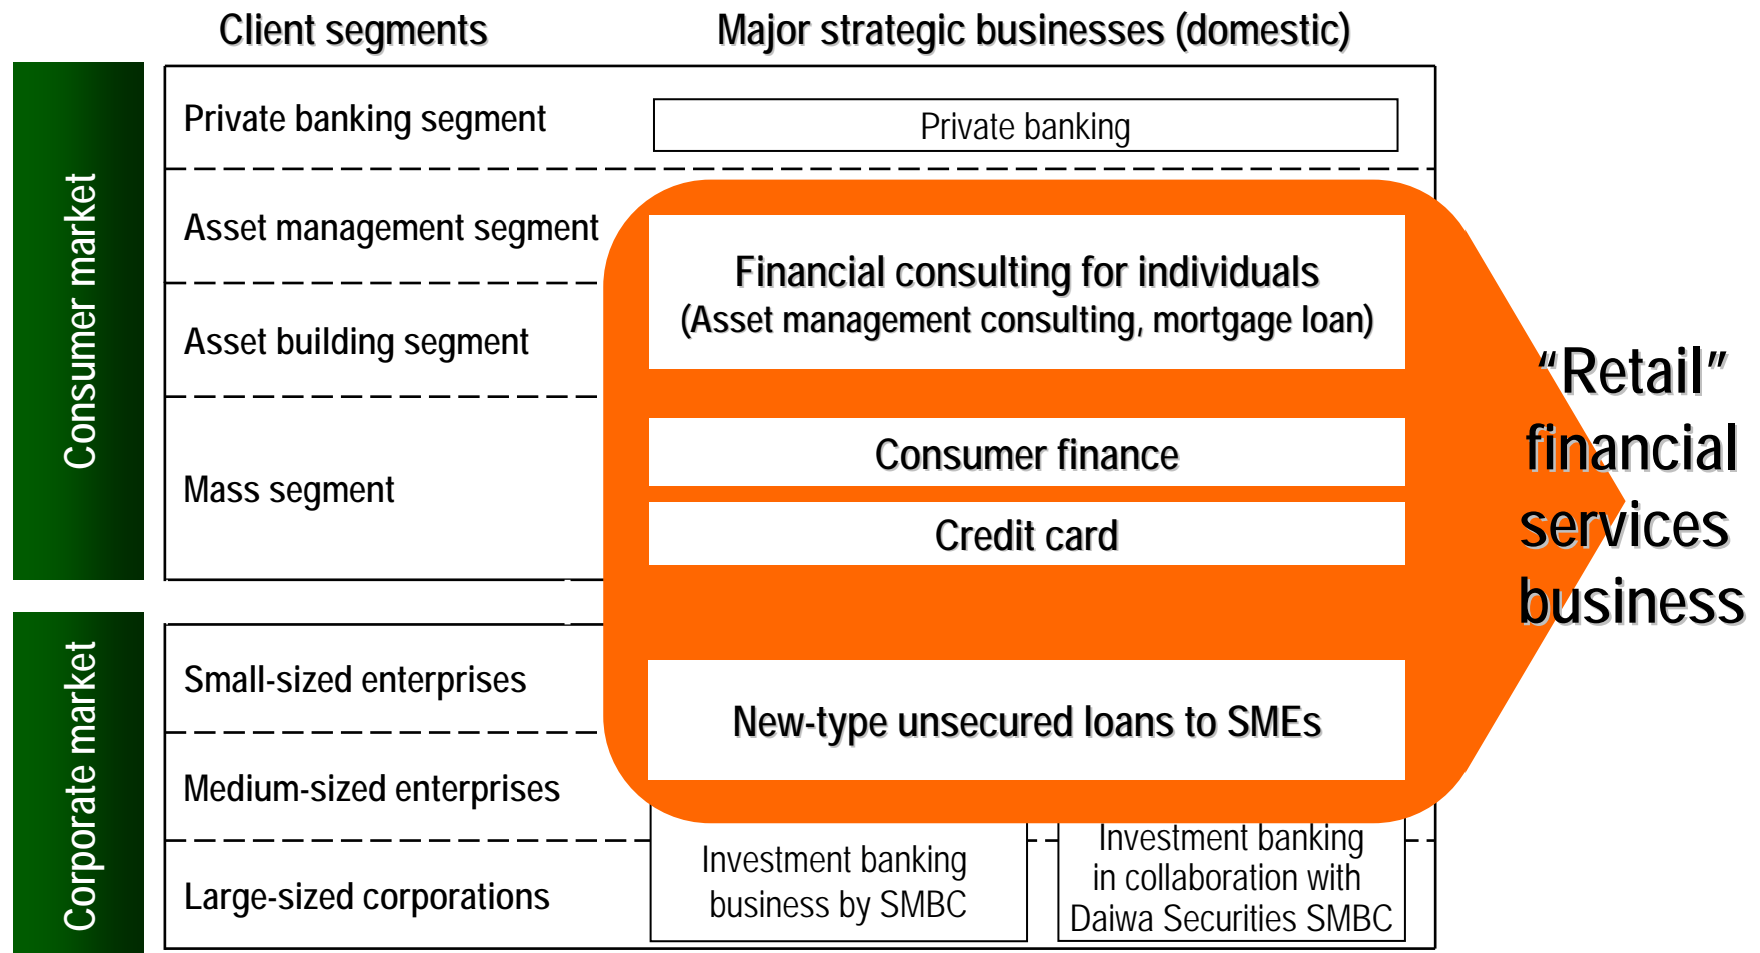 Client segments
Major strategic businesses (domestic)
Consumer market
Private banking segment
Private banking
Asset management segment
Asset building segment
Financial consulting for individuals
(Asset management consulting, mortgage loan)
Mass segment
Consumer finance
Credit card
Corporate market
Small-sized enterprises
Medium-sized enterprises
New-type unsecured loans to SMEs
Large-sized corporations
Investment banking
business by SMBC
Investment banking
in collaboration with
Daiwa Securities SMBC
“Retail”
financial
services
business